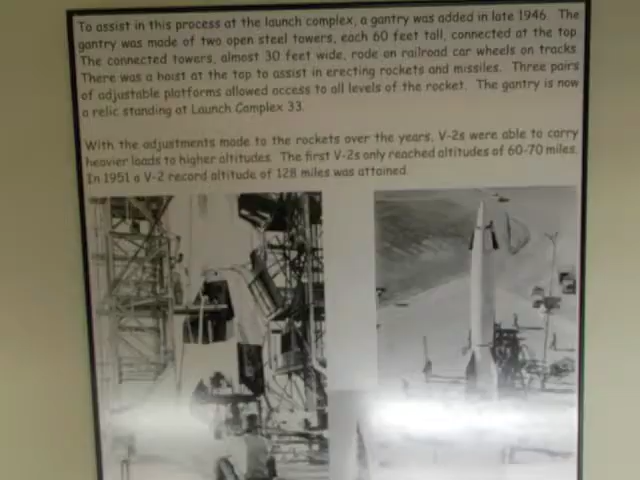 To assist in this process at the launch complex, a gantry was added in late 1946. The
gantry was made of two open steel towers, each 60 feet tall, connected at the top
The connected towers, almost 30 feet wide, rode on railroad car wheels on tracks
There was a hoist at the top to assist in erecting rockets and missiles. Three pairs
of adjustable platforms allowed access to all levels of the rocket. The gantry is now
a relic standing at Launch Complex 33.
With the adjustments made to the rockets over the years, V-2s were able to carry
heavier loads to higher altitudes. The first V-2s only reached altitudes of 60-70 miles.
In 1951 a V-2 record altitude of 128 miles was attained.